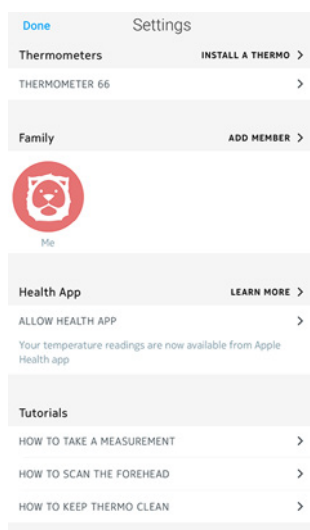 Done Settings
Thermometers INSTALL A THERMO >
THERMOMETER 66 >
Family ADD MEMBER >
Me
Health App LEARN MORE >
ALLOW HEALTH APP >
Your temperature readings are now available from Apple
Health app
Tutorials
HOW TO TAKE A MEASUREMENT >
HOW TO SCAN THE FOREHEAD >
HOW TO KEEP THERMO CLEAN >